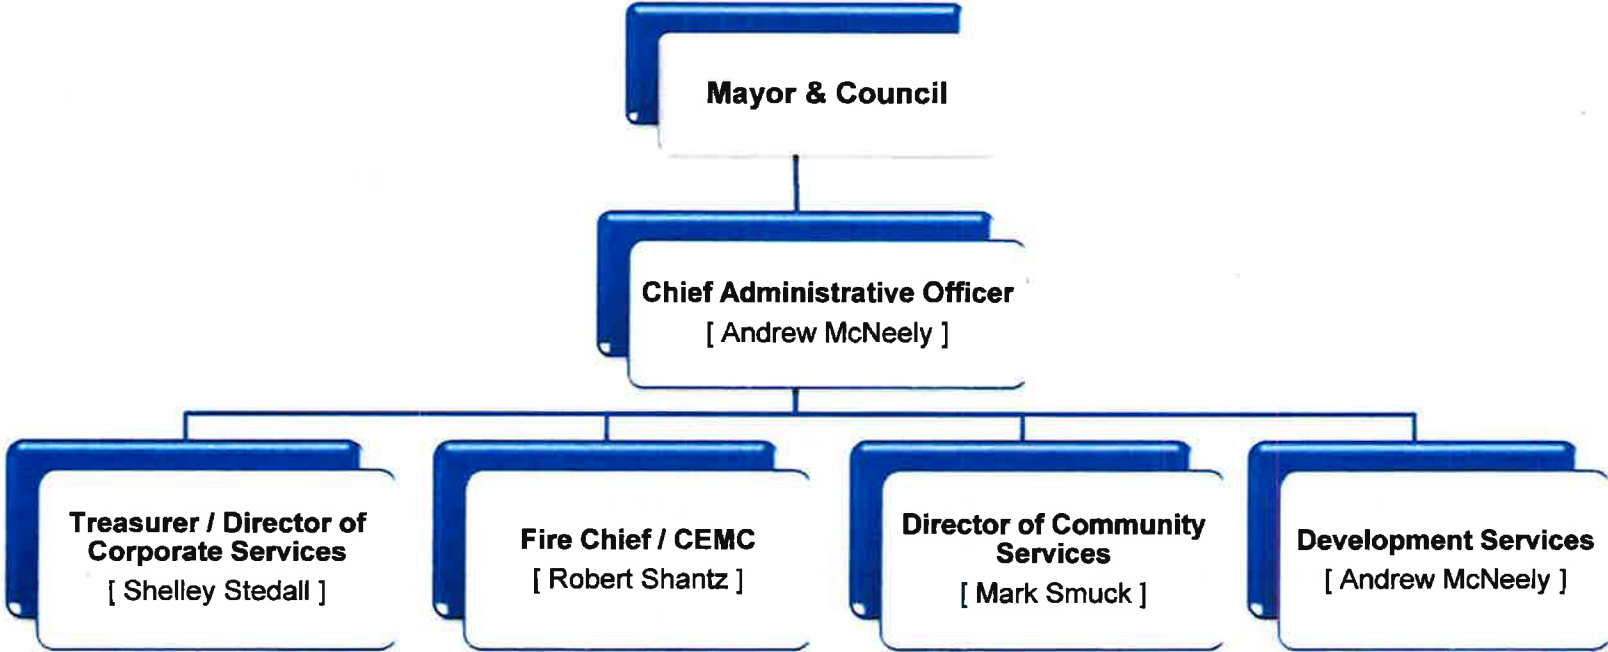 Mayor & Council
Chief Administrative Officer
[ Andrew McNeely ]
Treasurer / Director of
Corporate Services
[ Shelley Stedall ]
Fire Chief / CEMC
[ Robert Shantz ]
Director of Community
Services
[ Mark Smuck ]
Development Services
[ Andrew McNeely ]